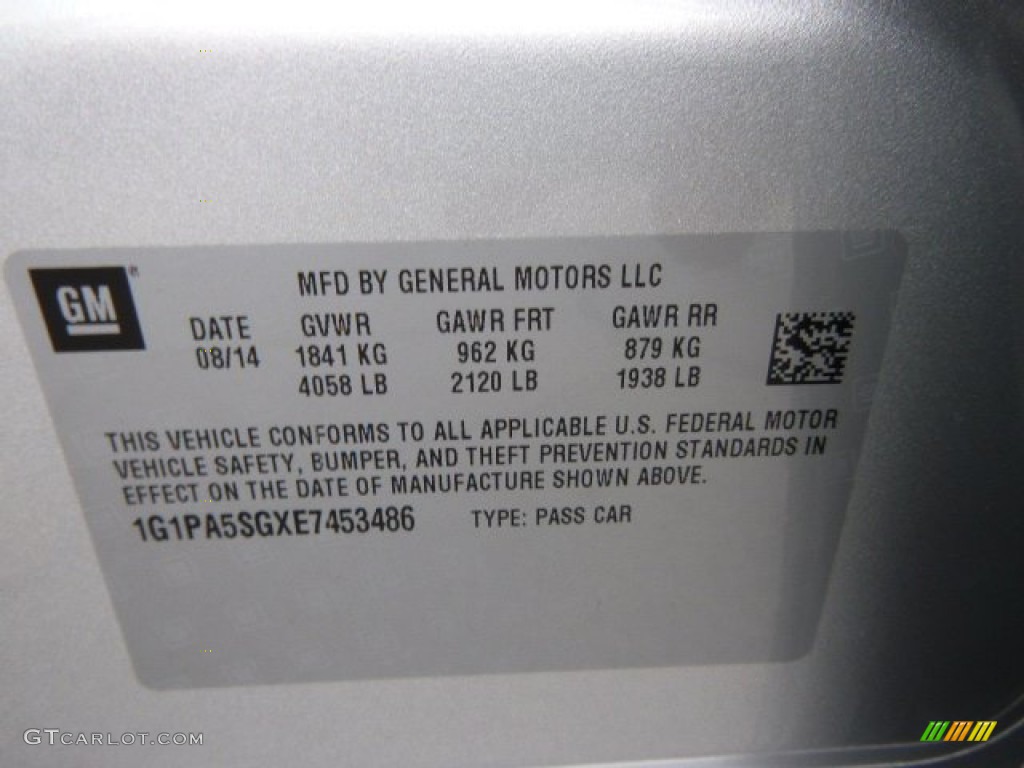 GM
MFD BY GENERAL MOTORS LLC
DATE GVWR GAWR FRT GAWR RR
08/14 1841 KG 962 KG 879 KG
4058 LB 2120 LB 1938 LB
THIS VEHICLE CONFORMS TO ALL APPLICABLE U.S. FEDERAL MOTOR
VEHICLE SAFETY, BUMPER, AND THEFT PREVENTION STANDARDS IN
EFFECT ON THE DATE OF MANUFACTURE SHOWN ABOVE.
1G1PA5SGXE7453486 TYPE: PASS CAR
GTCARLOT.COM